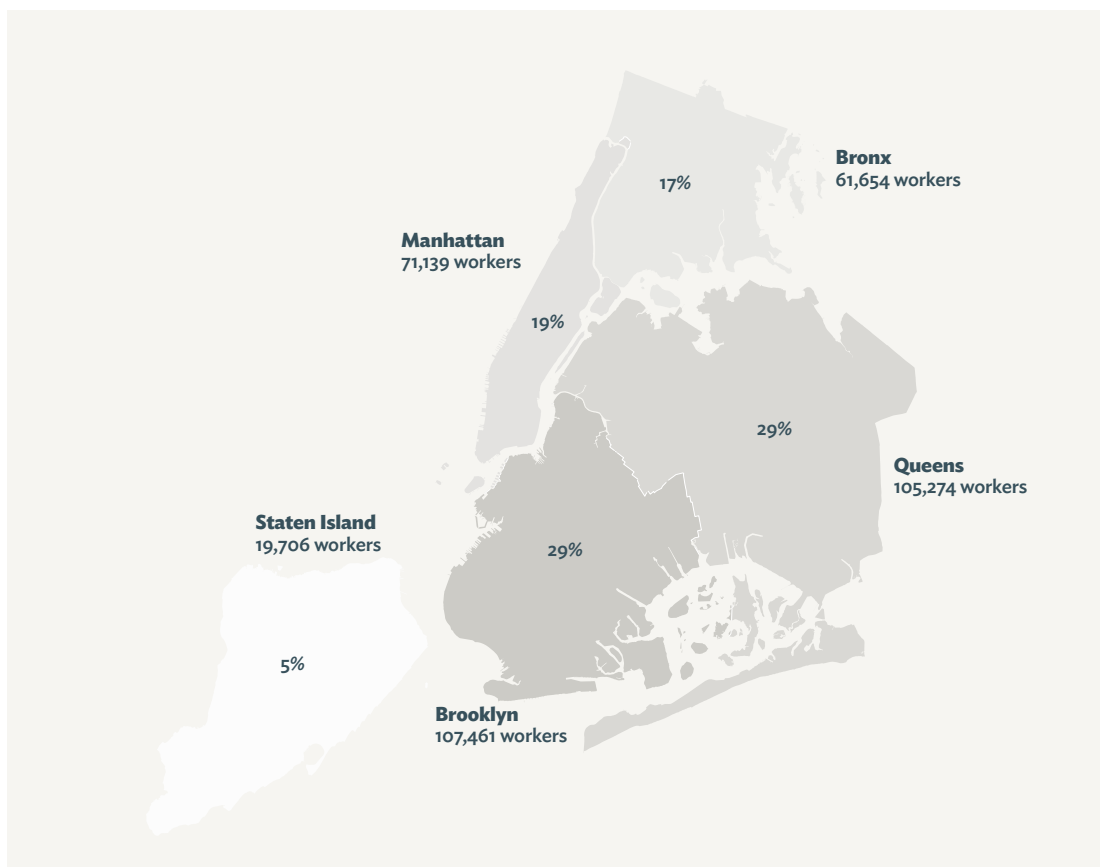 Bronx
61,654 workers
17%
Manhattan
71,139 workers
19%
29%
Queens
105,274 workers
Staten Island
19,706 workers
29%
5%
Brooklyn
107,461 workers